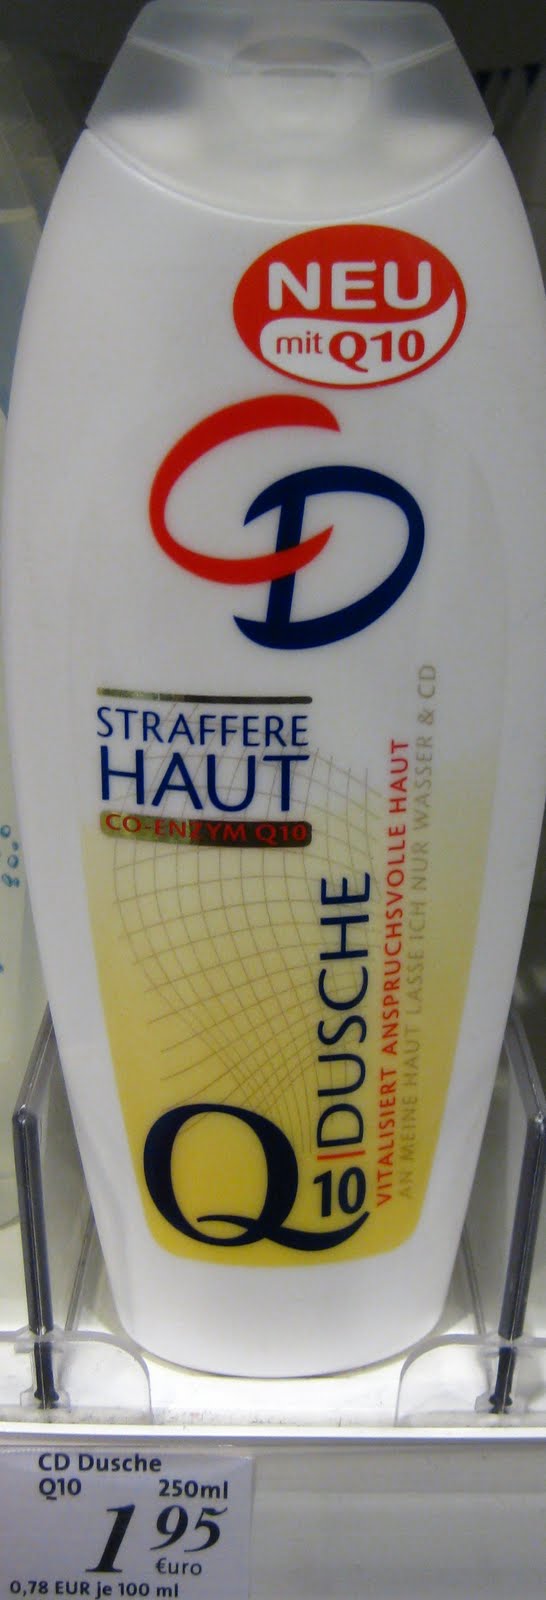 NEU
mit Q10
CD
STRAFFERE
HAUT
CO-ENZYM Q10
Q10|DUSCHE
VITALISIERT ANSPRUCHSVOLLE HAUT
AN MEINE HAUT LASSE ICH NUR WASSER & CD
CD Dusche
Q10 250ml
1 95
€uro
0,78 EUR je 100 ml